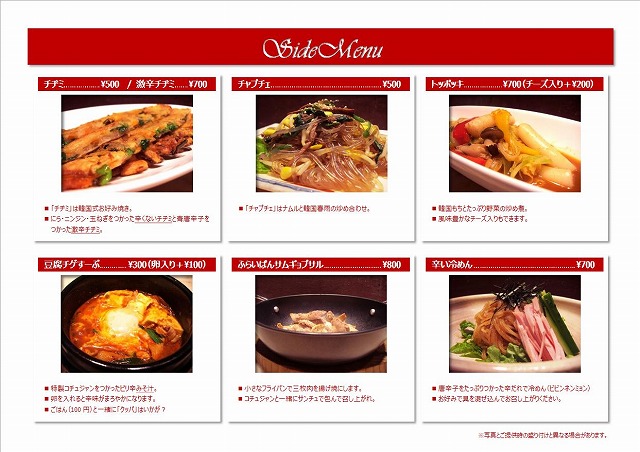 SideMenu
チヂミ................¥500 / 激辛チヂミ......¥700
■「チヂミ」は韓国式お好み焼き。
■にら・ニンジン・玉ねぎをつかった辛くないチヂミと青唐辛子を
つかった激辛チヂミ。
チャプチェ..................................................¥500
■「チャプチェ」はナムルと韓国春雨の炒め合わせ。
トッポッキ.................¥700(チーズ入り+¥200)
■韓国もちとたっぷり野菜の炒め煮。
■風味豊かなチーズ入りもできます。
豆腐チゲすーぷ............¥300(卵入り+¥100)
■特製コチュジャンをつかったピリ辛みそ汁。
■卵を入れると辛味がまろやかになります。
■ごはん(100 円)と一緒に「クッパ」はいかが?
ふらいぱんサムギョプサル.........................¥800
■小さなフライパンで三枚肉を揚げ焼にします。
■コチュジャンと一緒にサンチュで包んで召し上がれ。
辛い冷めん...............................................¥700
■唐辛子をたっぷりつかった辛だれで冷めん(ビビンネンミョン)
■お好みで具を混ぜ込んでお召し上がりください。
※写真とご提供時の盛り付けと異なる場合があります。